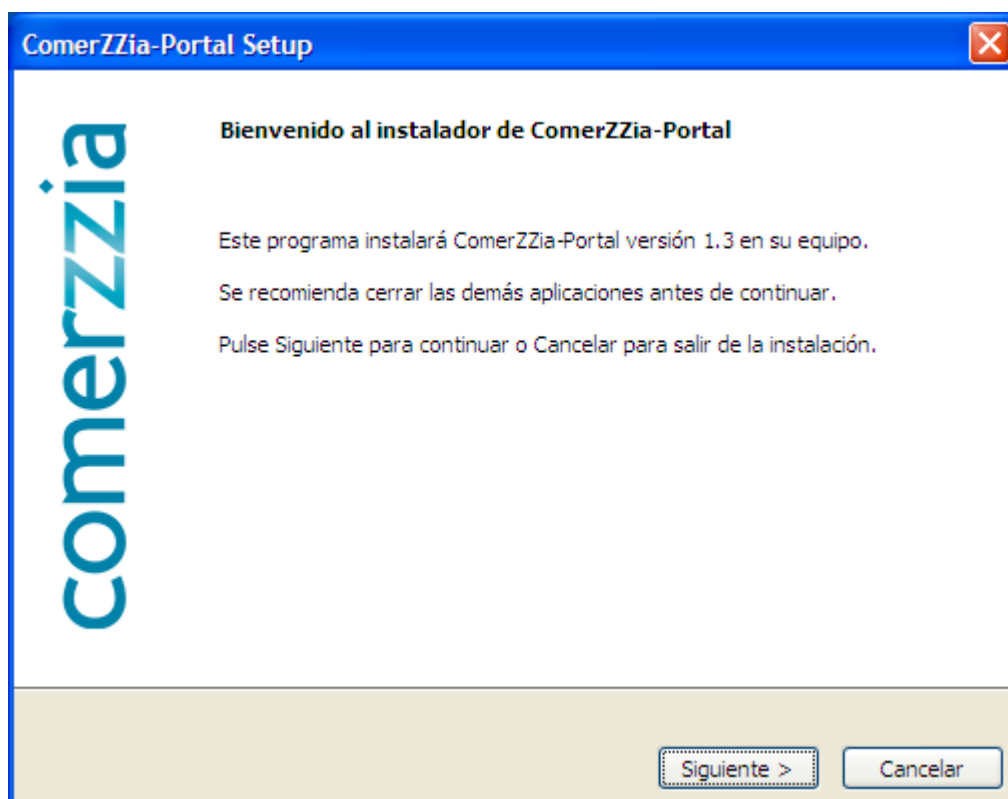 ComerZZia-Portal Setup
comerzzia
Bienvenido al instalador de ComerZZia-Portal
Este programa instalará ComerZZia-Portal versión 1.3 en su equipo.
Se recomienda cerrar las demás aplicaciones antes de continuar.
Pulse Siguiente para continuar o Cancelar para salir de la instalación.
Siguiente >
Cancelar